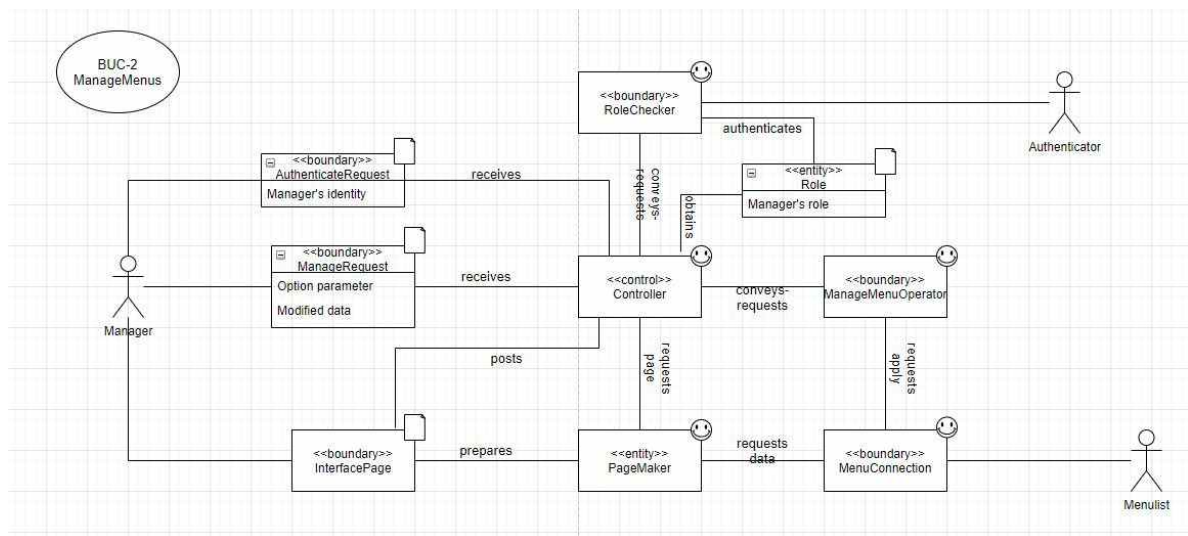 BUC-2
ManageMenus
<<boundary>>
RoleChecker
authenticates
Authenticator
<<boundary>>
AuthenticateRequest
Manager's identity
receives
conveys-
requests
<<entity>>
Role
Manager's role
obtains
<<boundary>>
ManageRequest
Option parameter
Modified data
receives
<<control>>
Controller
conveys-
requests
<<boundary>>
ManageMenuOperator
Manager
posts
requests
page
requests
apply
<<boundary>>
InterfacePage
prepares
<<entity>>
PageMaker
requests
data
<<boundary>>
MenuConnection
Menulist